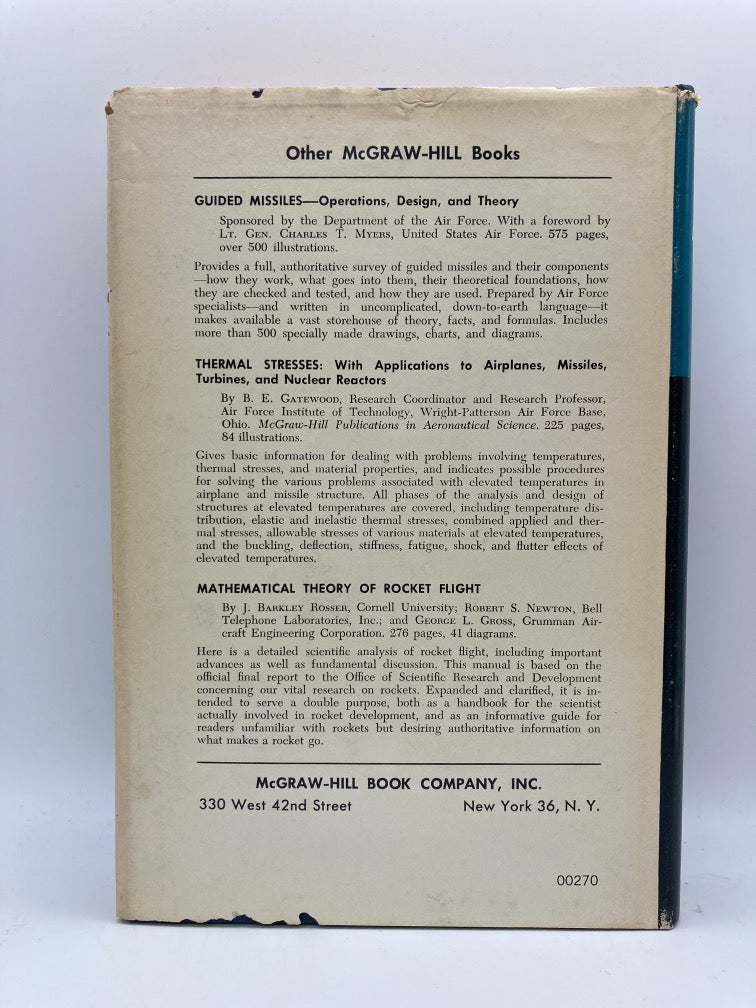 Other McGRAW-HILL Books
GUIDED MISSILES—Operations, Design, and Theory
Sponsored by the Department of the Air Force. With a foreword by
LT. GEN. CHARLES T. MYERS, United States Air Force. 575 pages,
over 500 illustrations.
Provides a full, authoritative survey of guided missiles and their components
—how they work, what goes into them, their theoretical foundations, how
they are checked and tested, and how they are used. Prepared by Air Force
specialists—and written in uncomplicated, down-to-earth language—it
makes available a vast storehouse of theory, facts, and formulas. Includes
more than 500 specially made drawings, charts, and diagrams.
THERMAL STRESSES: With Applications to Airplanes, Missiles,
Turbines, and Nuclear Reactors
By B. E. GATEWOOD, Research Coordinator and Research Professor,
Air Force Institute of Technology, Wright-Patterson Air Force Base,
Ohio. McGraw-Hill Publications in Aeronautical Science. 225 pages,
84 illustrations.
Gives basic information for dealing with problems involving temperatures,
thermal stresses, and material properties, and indicates possible procedures
for solving the various problems associated with elevated temperatures in
airplane and missile structure. All phases of the analysis and design of
structures at elevated temperatures are covered, including temperature dis-
tribution, elastic and inelastic thermal stresses, combined applied and ther-
mal stresses, allowable stresses of various materials at elevated temperatures,
and the buckling, deflection, stiffness, fatigue, shock, and flutter effects of
elevated temperatures.
MATHEMATICAL THEORY OF ROCKET FLIGHT
By J. BARKLEY ROSSER, Cornell University; ROBERT S. NEWTON, Bell
Telephone Laboratories, Inc.; and GEORGE L. GROSS, Grumman Air-
craft Engineering Corporation. 276 pages, 41 diagrams.
Here is a detailed scientific analysis of rocket flight, including important
advances as well as fundamental discussion. This manual is based on the
official final report to the Office of Scientific Research and Development
concerning our vital research on rockets. Expanded and clarified, it is in-
tended to serve a double purpose, both as a handbook for the scientist
actually involved in rocket development, and as an informative guide for
readers unfamiliar with rockets but desiring authoritative information on
what makes a rocket go.
McGRAW-HILL BOOK COMPANY, INC.
330 West 42nd Street New York 36, N. Y.
00270